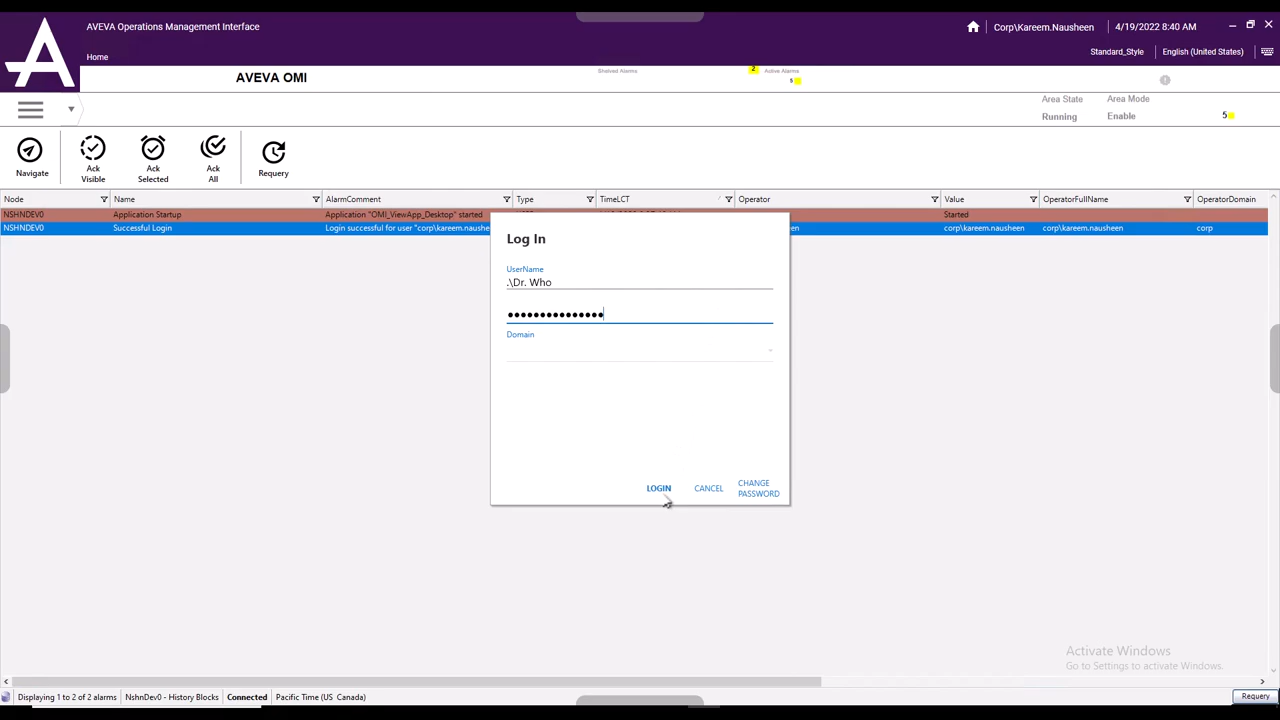 AVEVA Operations Management Interface
Corp\Kareem.Nausheen
4/19/2022 8:40 AM
Home
Standard_Style
English (United States)
AVEVA OMI
Shelved Alarms
2
Active Alarms
5
Area State
Area Mode
Running
Enable
5
Navigate
Ack Visible
Ack Selected
Ack All
Requery
Node Name AlarmComment Type TimeLCT Operator Value OperatorFullName OperatorDomain
NSHNDEV0 Application Startup Application "OMI_ViewApp_Desktop" started Started
NSHNDEV0 Successful Login Login successful for user "corp\kareem.naushe een corp\kareem.nausheen corp\kareem.nausheen corp
Log In
UserName
.\Dr. Who
●●●●●●●●●●●●●●●
Domain
LOGIN
CANCEL
CHANGE
PASSWORD
Activate Windows
Go to Settings to activate Windows.
Displaying 1 to 2 of 2 alarms
NshnDev0 - History Blocks
Connected
Pacific Time (US Canada)
Requery